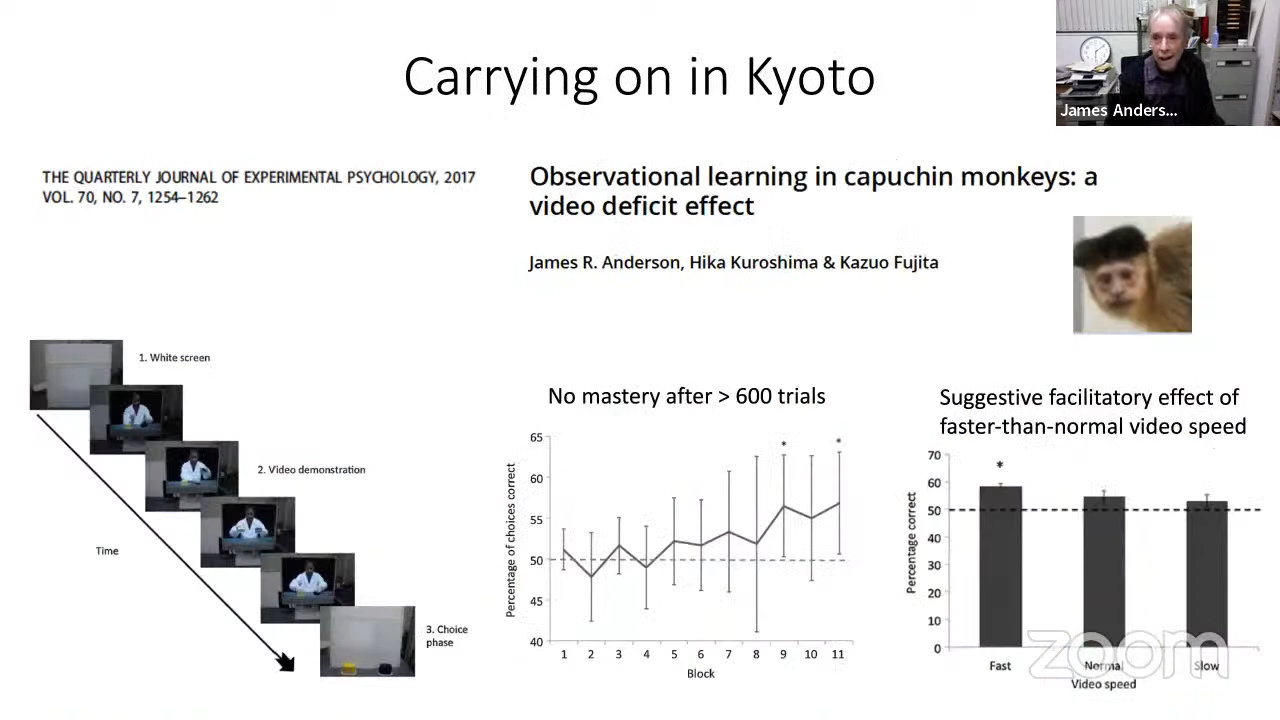 Carrying on in Kyoto
James Anders...
THE QUARTERLY JOURNAL OF EXPERIMENTAL PSYCHOLOGY, 2017
VOL. 70, NO. 7, 1254–1262
Observational learning in capuchin monkeys: a
video deficit effect
James R. Anderson, Hika Kuroshima & Kazuo Fujita
1. White screen
2. Video demonstration
Time
3. Choice
phase
No mastery after > 600 trials
65
60
55
50
45
40
Percentage of choices correct
* *
1 2 3 4 5 6 7 8 9 10 11
Block
Suggestive facilitatory effect of
faster-than-normal video speed
70
60
50
40
30
20
10
0
Percentage correct
*
Fast Normal Slow
Video speed
zoom